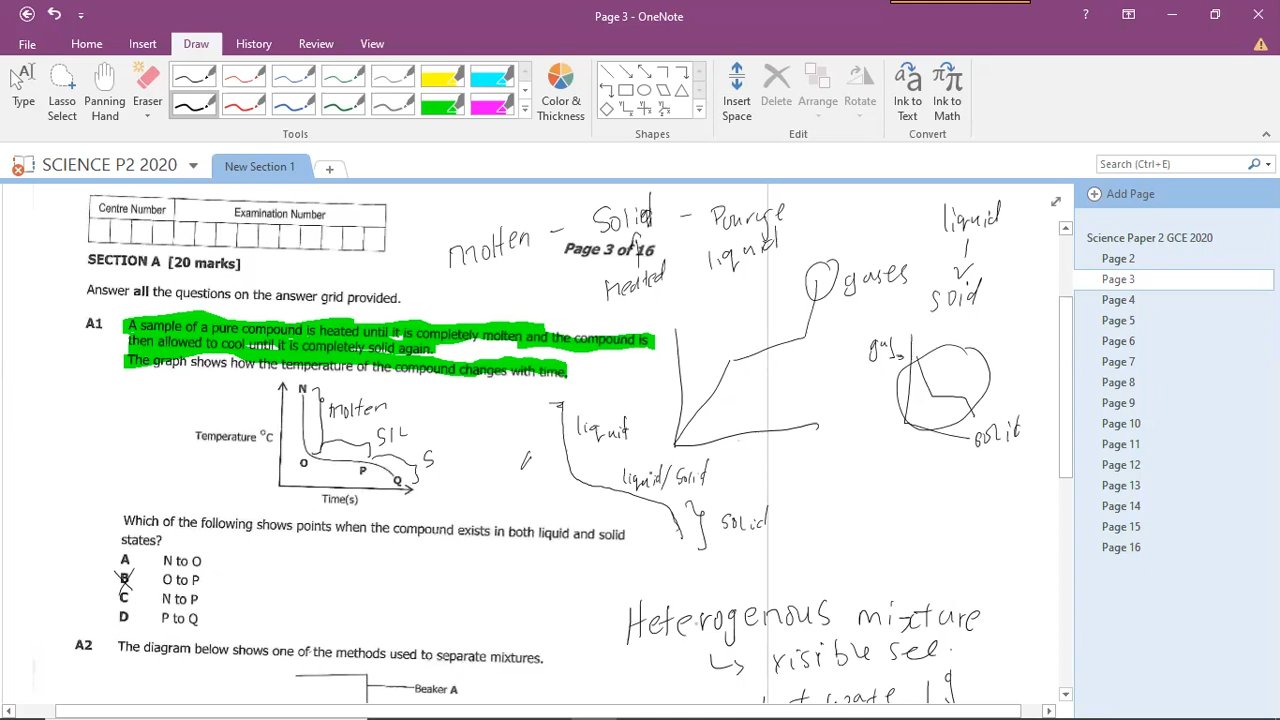 Page 3 - OneNote
?
File Home Insert Draw History Review View
Type
Lasso Select
Panning Hand
Eraser
Color & Thickness
Insert Space
Delete
Arrange
Rotate
Ink to Text
Ink to Math
Tools Shapes Edit Convert
SCIENCE P2 2020 New Section 1
Search (Ctrl+E)
Add Page
Science Paper 2 GCE 2020
Page 2
Page 3
Page 4
Page 5
Page 6
Page 7
Page 8
Page 9
Page 10
Page 11
Page 12
Page 13
Page 14
Page 15
Page 16
Centre Number Examination Number
molten - Solid -
liquid
heated
Page 3 of 16
liquid
solid
SECTION A [20 marks]
Answer all the questions on the answer grid provided.
A1 A sample of a pure compound is heated until it is completely molten and the compound is
then allowed to cool until it is completely solid again.
The graph shows how the temperature of the compound changes with time.
gases
gas
solid
N
molten
Temperature °C
S/L
S
O
P
Q
Time(s)
liquid
liquid/solid
solid
Which of the following shows points when the compound exists in both liquid and solid
states?
A N to O
B O to P
C N to P
D P to Q
Heterogenous mixture
visible see.
A2 The diagram below shows one of the methods used to separate mixtures.
Beaker A